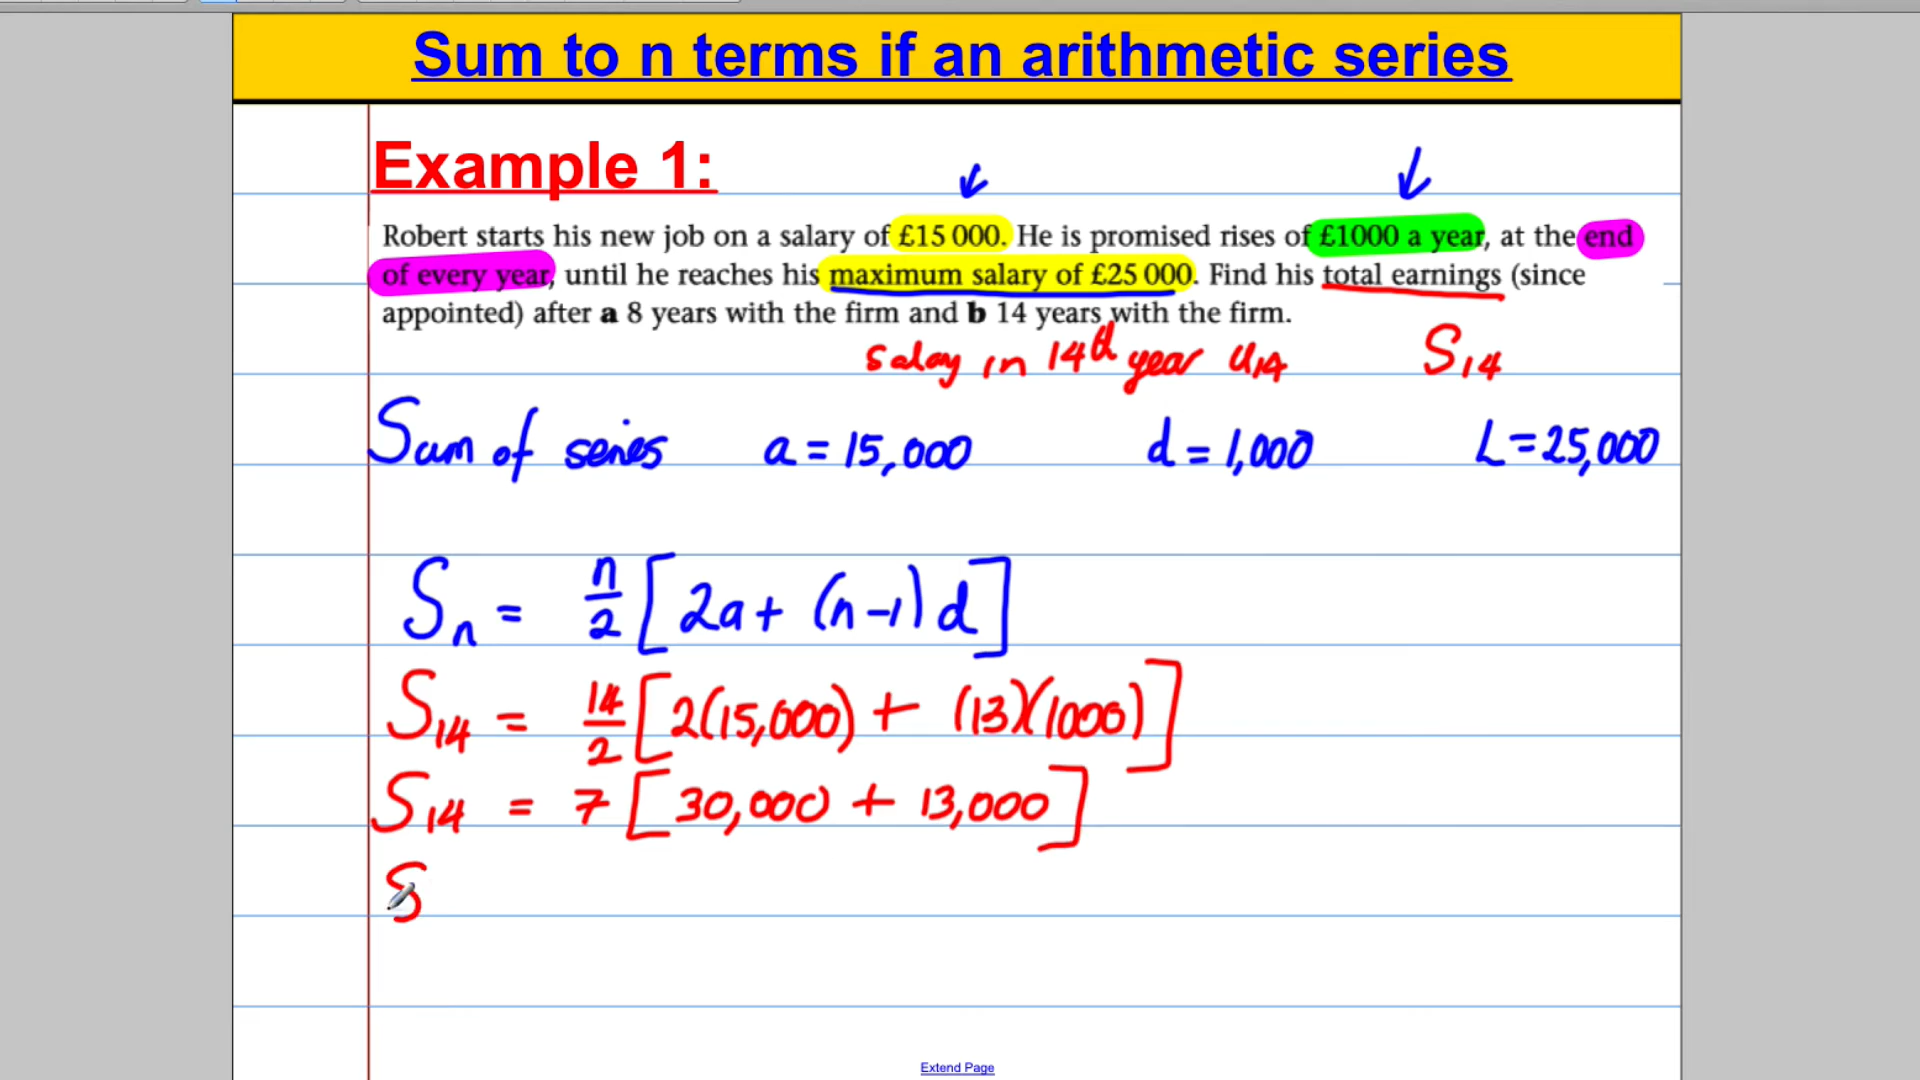 Sum to n terms if an arithmetic series
Example 1:
Robert starts his new job on a salary of £15 000. He is promised rises of £1000 a year, at the end
of every year, until he reaches his maximum salary of £25 000. Find his total earnings (since
appointed) after a 8 years with the firm and b 14 years with the firm.
Salay in 14th year U14 S14
Sum of series a = 15,000 d = 1,000 L = 25,000
Sn = n/2 [2a + (n-1)d]
S14 = 14/2 [2(15,000) + (13)(1000)]
S14 = 7 [30,000 + 13,000]
S
Extend Page